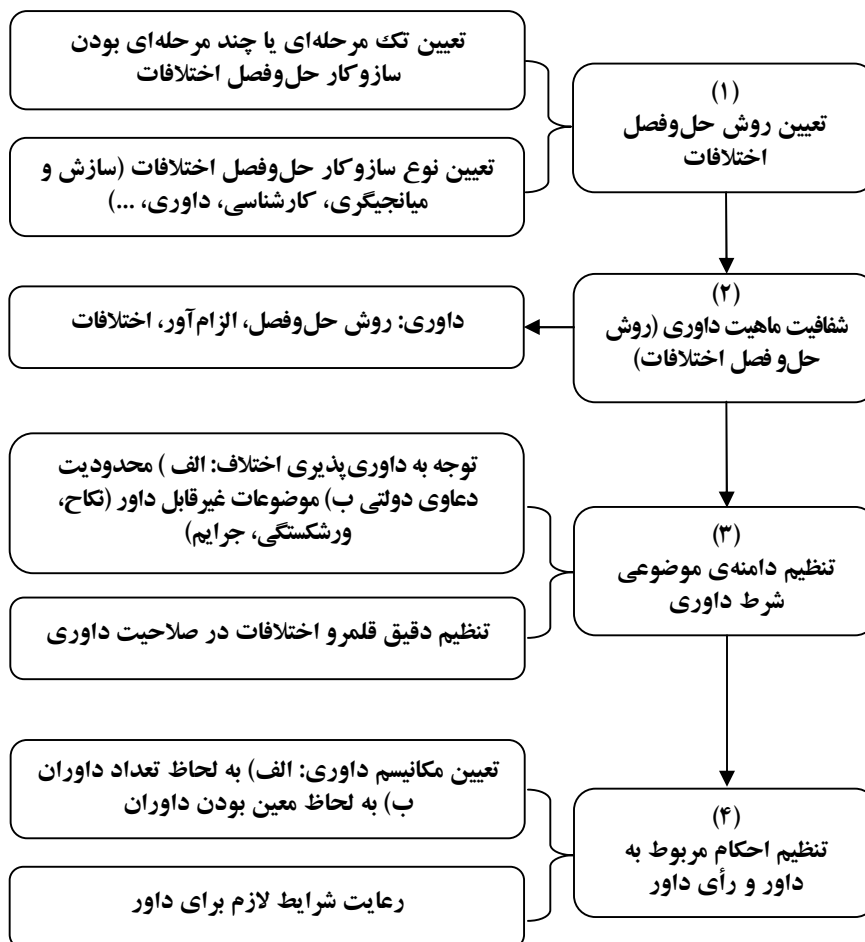 (۱)
تعیین روش حل‌وفصل
اختلافات
تعیین تک مرحله‌ای یا چند مرحله‌ای بودن
سازوکار حل‌وفصل اختلافات
تعیین نوع سازوکار حل‌وفصل اختلافات (سازش و
میانجیگری، کارشناسی، داوری، ...)
(۲)
شفافیت ماهیت داوری (روش
حل‌و فصل اختلافات)
داوری: روش حل‌وفصل، الزام‌آور، اختلافات
(۳)
تنظیم دامنه‌ی موضوعی
شرط داوری
توجه به داوری‌پذیری اختلاف: الف ) محدودیت
دعاوی دولتی ب) موضوعات غیرقابل داور (نکاح،
ورشکستگی، جرایم)
تنظیم دقیق قلمرو اختلافات در صلاحیت داوری
(۴)
تنظیم احکام مربوط به
داور و رأی داور
تعیین مکانیسم داوری: الف) به لحاظ تعداد داوران
ب) به لحاظ معین بودن داوران
رعایت شرایط لازم برای داور